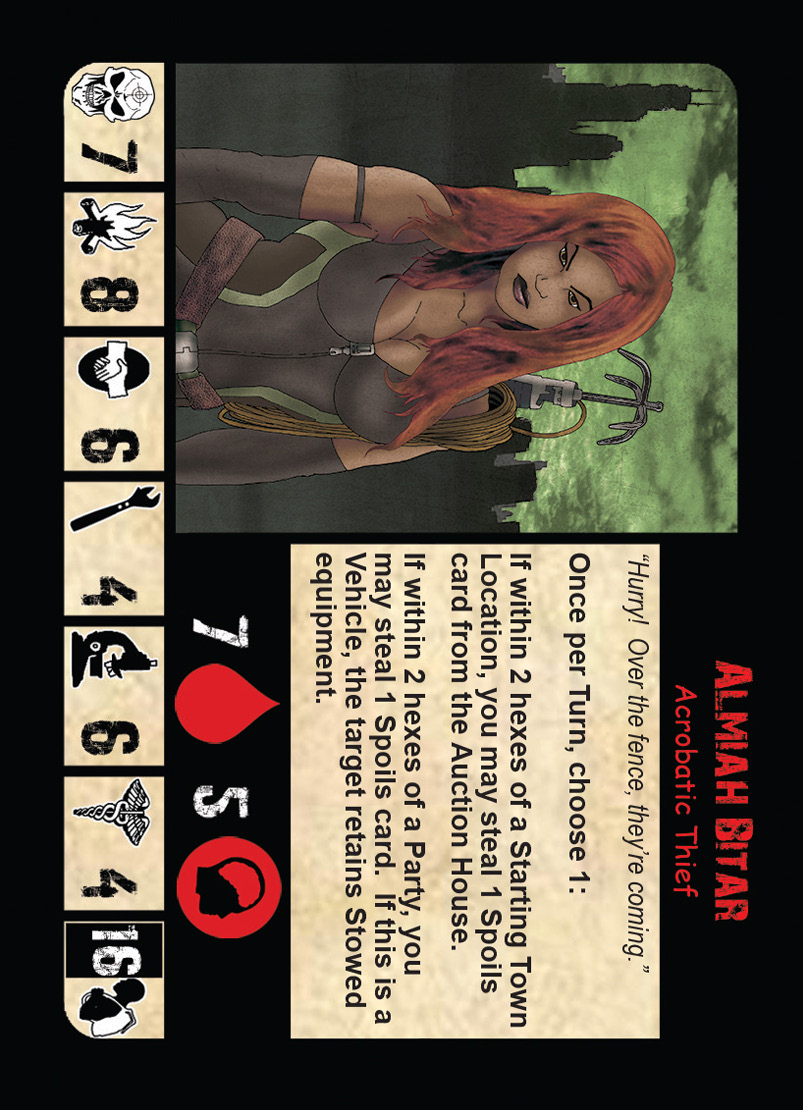 ALMIAH BITAR
Acrobatic Thief
“Hurry!  Over the fence, they’re coming.”
Once per Turn, choose 1:
If within 2 hexes of a Starting Town
Location, you may steal 1 Spoils
card from the Auction House.
If within 2 hexes of a Party, you
may steal 1 Spoils card.  If this is a
Vehicle, the target retains Stowed
equipment.
7 5
7 8 6 4 6 4 16